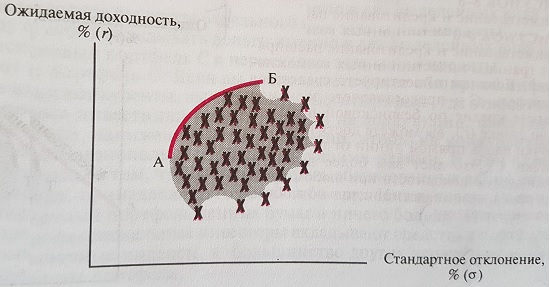 Ожидаемая доходность,
% (r)
Б
А
Стандартное отклонение,
% (σ)